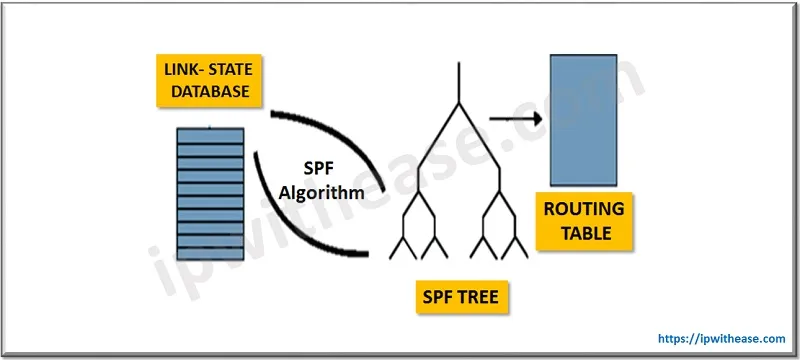 LINK- STATE
DATABASE
SPF
Algorithm
ROUTING
TABLE
SPF TREE
ipwithease.com
https://ipwithease.com